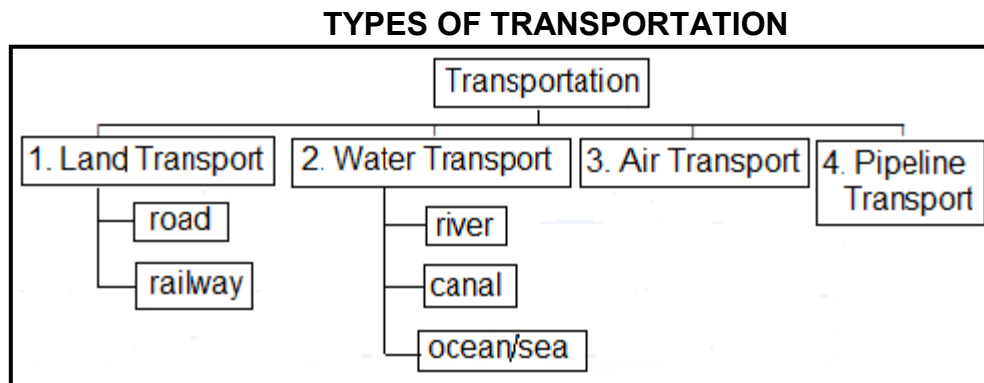 TYPES OF TRANSPORTATION
Transportation
1. Land Transport
road
railway
2. Water Transport
river
canal
ocean/sea
3. Air Transport
4. Pipeline
Transport